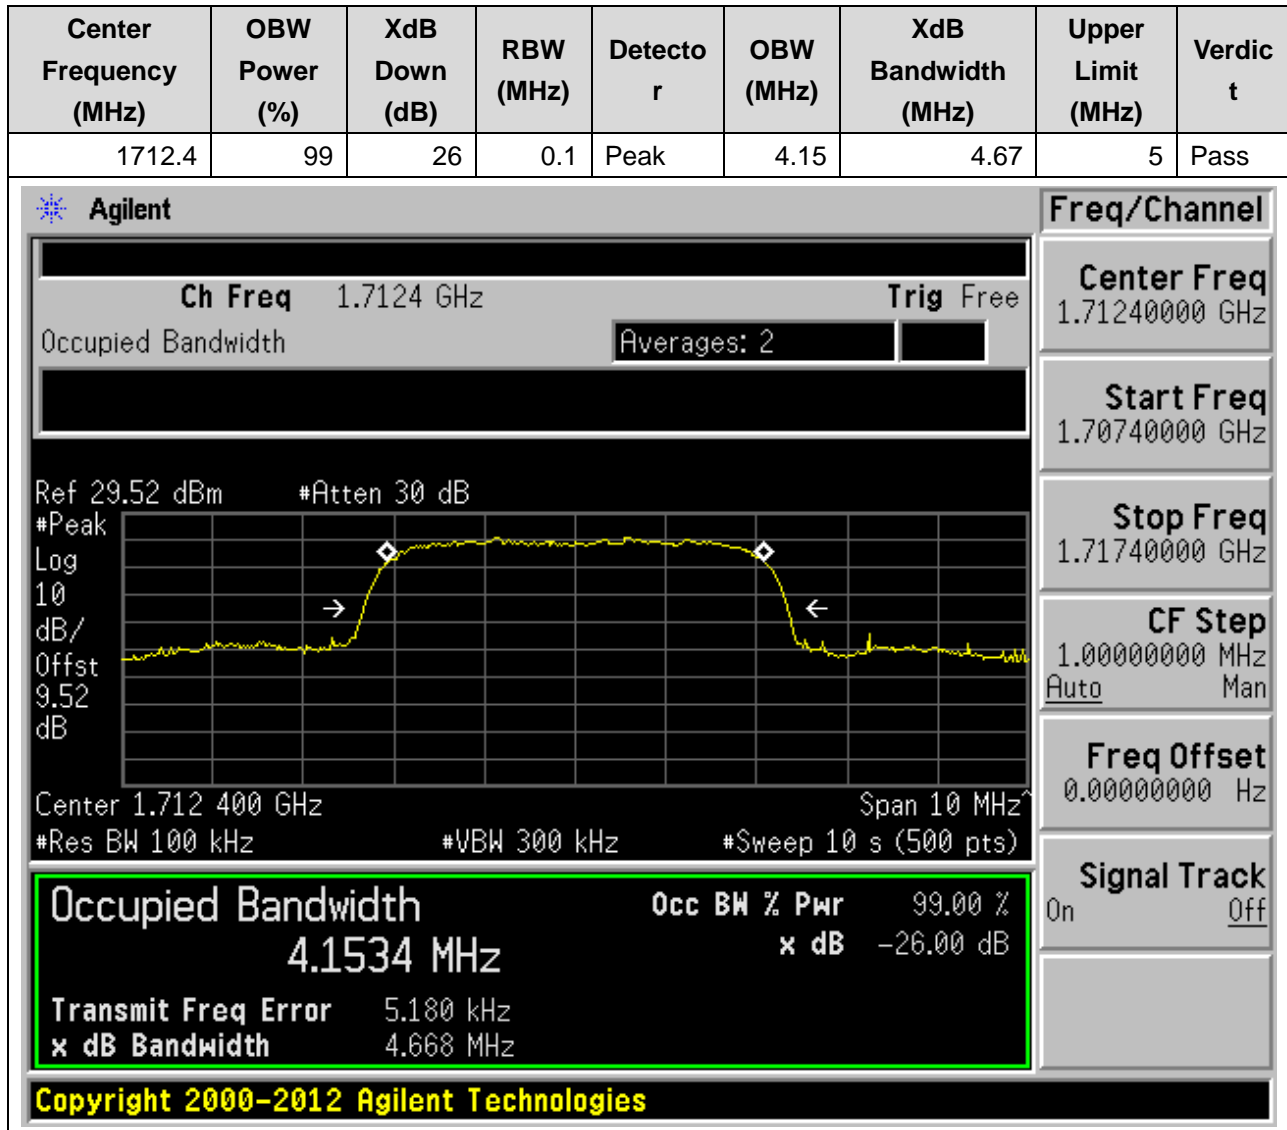 Center Frequency (MHz) OBW Power (%) XdB Down (dB) RBW (MHz) Detector OBW (MHz) XdB Bandwidth (MHz) Upper Limit (MHz) Verdict
1712.4 99 26 0.1 Peak 4.15 4.67 5 Pass
Agilent
Freq/Channel
Ch Freq 1.7124 GHz Trig Free
Occupied Bandwidth Averages: 2
Center Freq
1.71240000 GHz
Start Freq
1.70740000 GHz
Stop Freq
1.71740000 GHz
CF Step
1.00000000 MHz
Auto Man
Freq Offset
0.00000000 Hz
Signal Track
On Off
Ref 29.52 dBm #Atten 30 dB
#Peak
Log
10
dB/
Offst
9.52
dB
Center 1.712 400 GHz Span 10 MHz^
#Res BW 100 kHz #VBW 300 kHz #Sweep 10 s (500 pts)
Occupied Bandwidth Occ BW % Pwr 99.00 %
4.1534 MHz x dB -26.00 dB
Transmit Freq Error 5.180 kHz
x dB Bandwidth 4.668 MHz
Copyright 2000-2012 Agilent Technologies